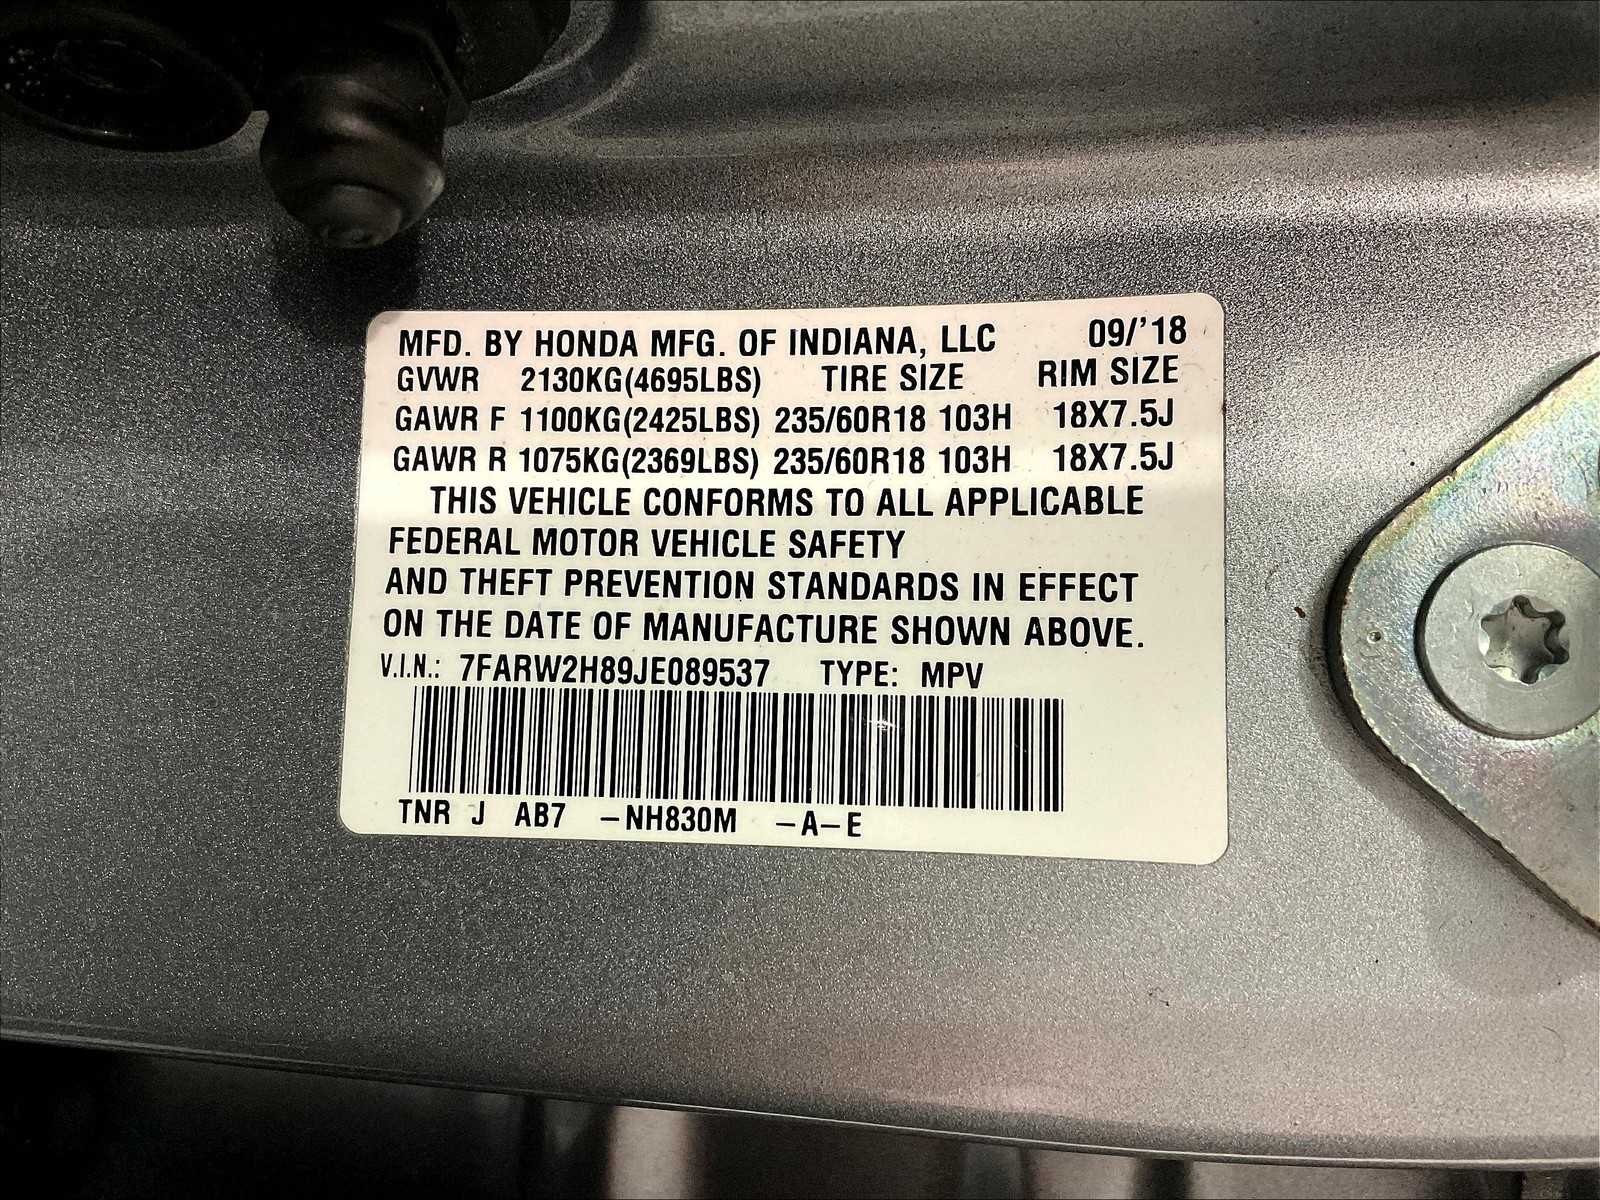 MFD. BY HONDA MFG. OF INDIANA, LLC 09/'18
GVWR 2130KG(4695LBS) TIRE SIZE RIM SIZE
GAWR F 1100KG(2425LBS) 235/60R18 103H 18X7.5J
GAWR R 1075KG(2369LBS) 235/60R18 103H 18X7.5J
THIS VEHICLE CONFORMS TO ALL APPLICABLE
FEDERAL MOTOR VEHICLE SAFETY
AND THEFT PREVENTION STANDARDS IN EFFECT
ON THE DATE OF MANUFACTURE SHOWN ABOVE.
V.I.N.: 7FARW2H89JE089537 TYPE: MPV
TNR J AB7 -NH830M -A-E